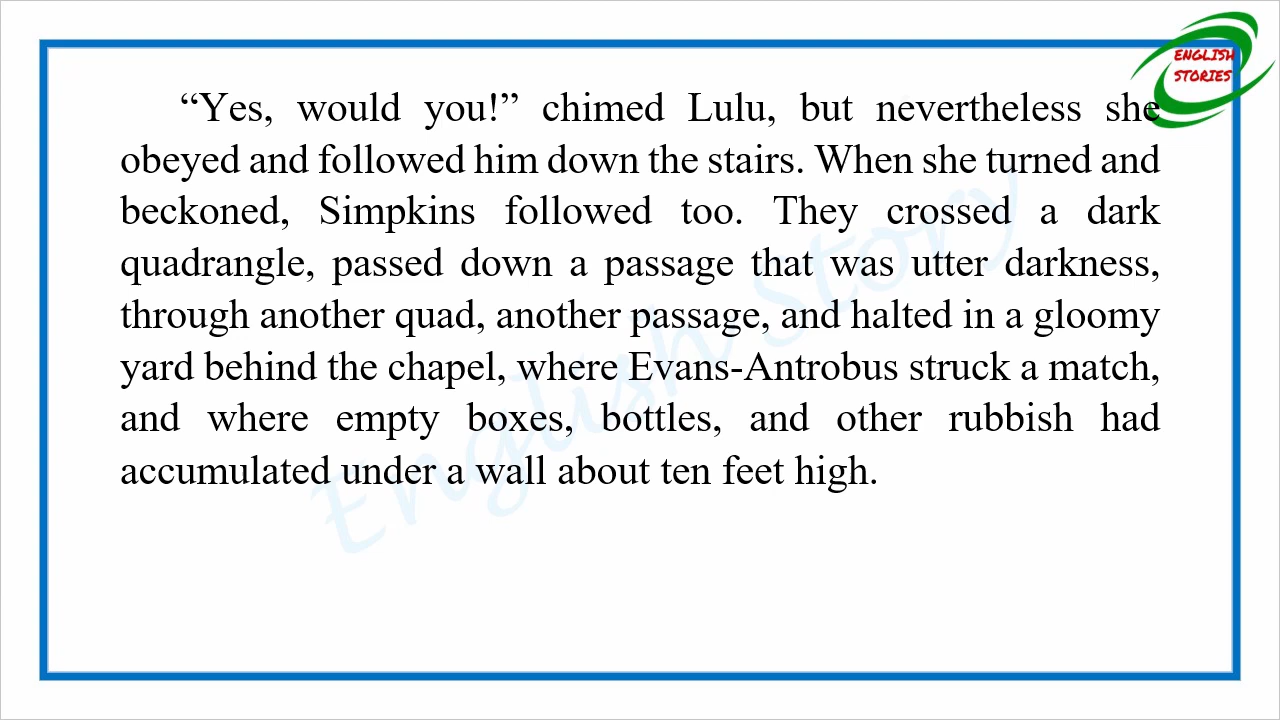 ENGLISH
STORIES
“Yes, would you!” chimed Lulu, but nevertheless she
obeyed and followed him down the stairs. When she turned and
beckoned, Simpkins followed too. They crossed a dark
quadrangle, passed down a passage that was utter darkness,
through another quad, another passage, and halted in a gloomy
yard behind the chapel, where Evans-Antrobus struck a match,
and where empty boxes, bottles, and other rubbish had
accumulated under a wall about ten feet high.
English Story